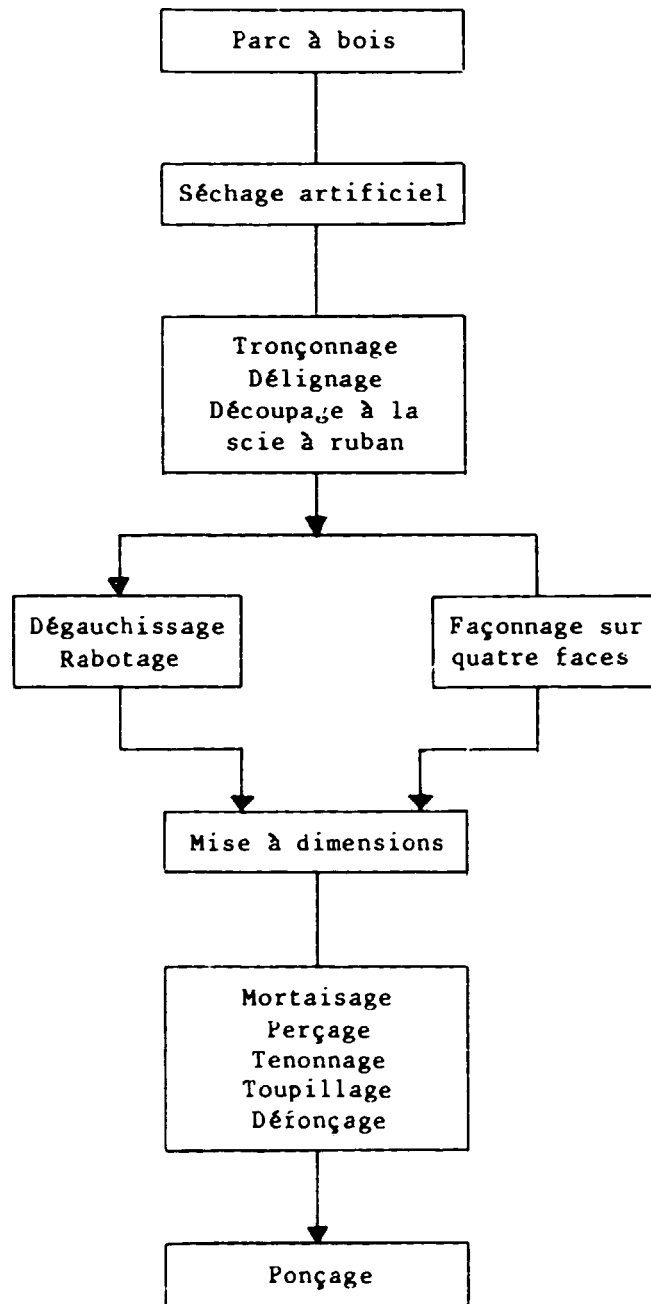 Parc à bois
Séchage artificiel
Tronçonnage
Délignage
Découpage à la
scie à ruban
Dégauchissage
Rabotage
Façonnage sur
quatre faces
Mise à dimensions
Mortaisage
Perçage
Tenonnage
Toupillage
Défonçage
Ponçage